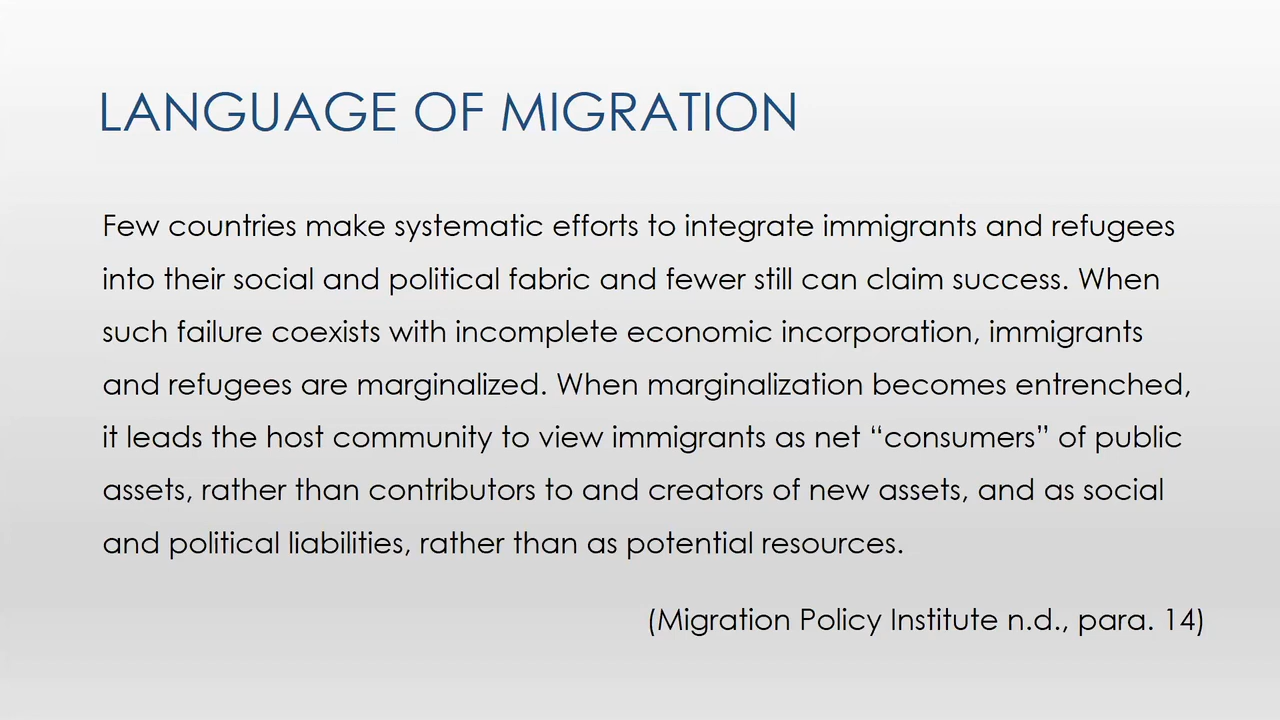 LANGUAGE OF MIGRATION
Few countries make systematic efforts to integrate immigrants and refugees
into their social and political fabric and fewer still can claim success. When
such failure coexists with incomplete economic incorporation, immigrants
and refugees are marginalized. When marginalization becomes entrenched,
it leads the host community to view immigrants as net “consumers” of public
assets, rather than contributors to and creators of new assets, and as social
and political liabilities, rather than as potential resources.
(Migration Policy Institute n.d., para. 14)